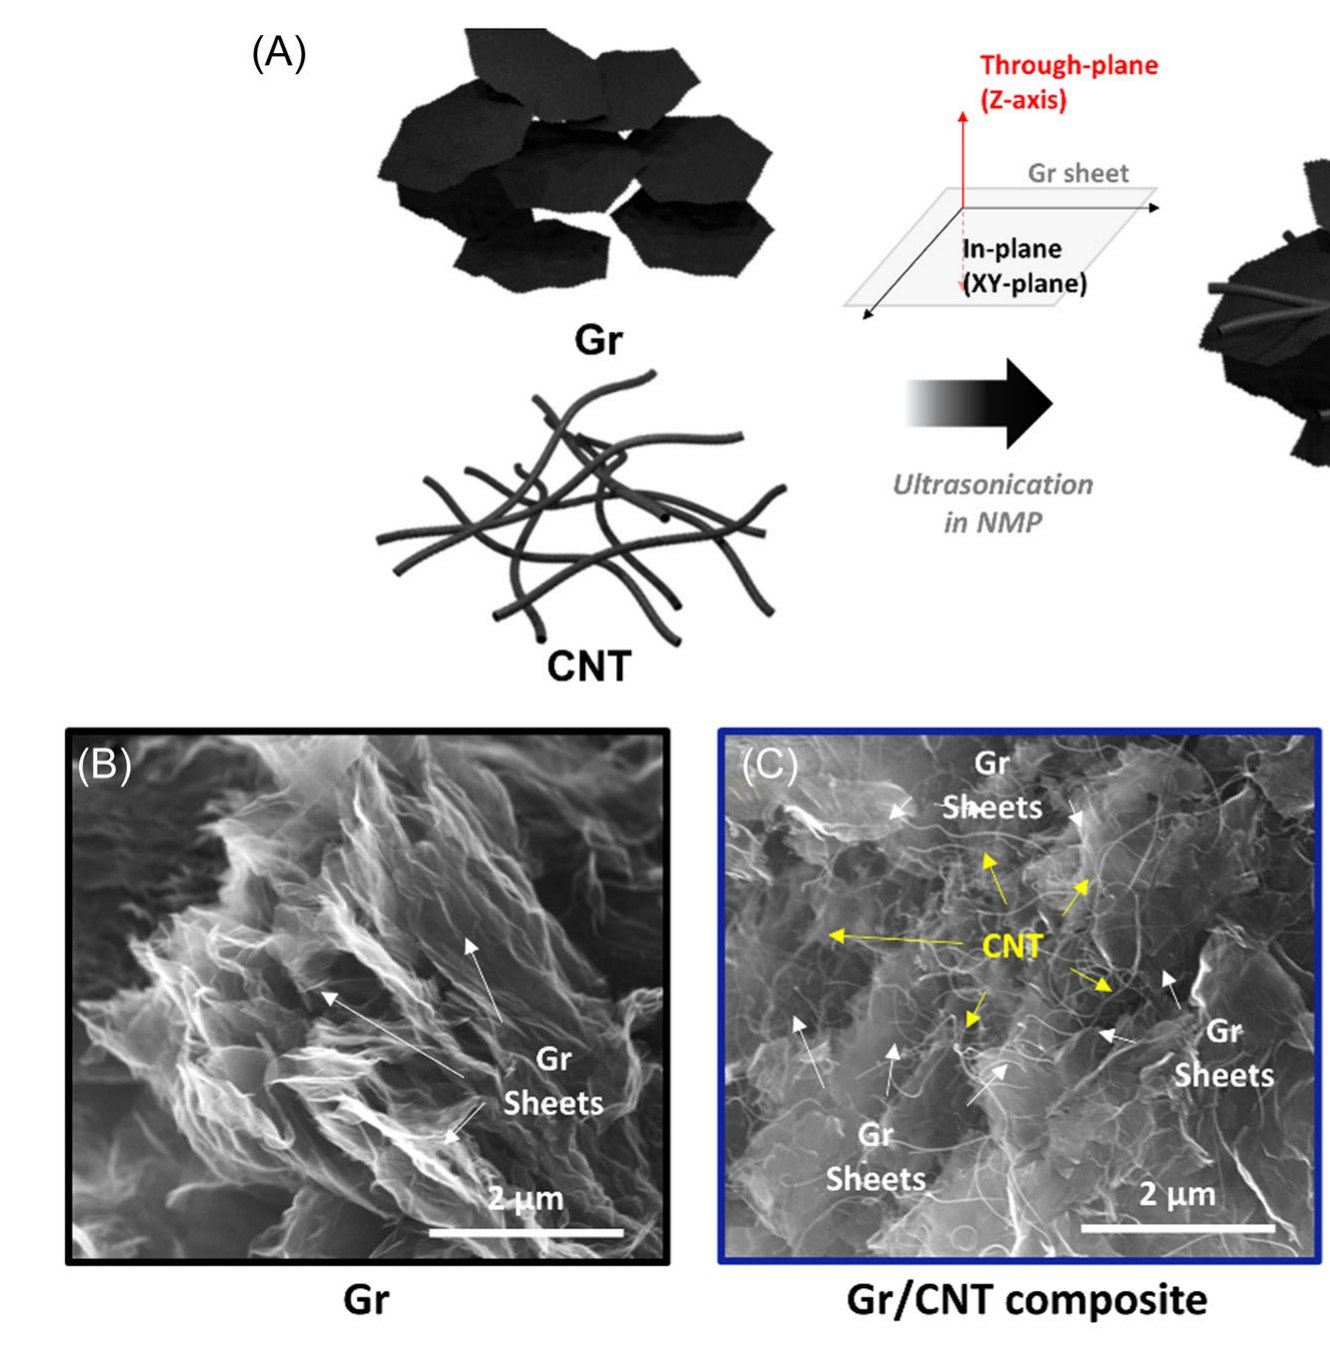 (A)
Through-plane
(Z-axis)
Gr sheet
In-plane
(XY-plane)
Gr
Ultrasonication
in NMP
CNT
(B)
Gr
Sheets
2 μm
Gr
(C)
Gr
Sheets
CNT
Gr
Sheets
Gr
Sheets
2 μm
Gr/CNT composite